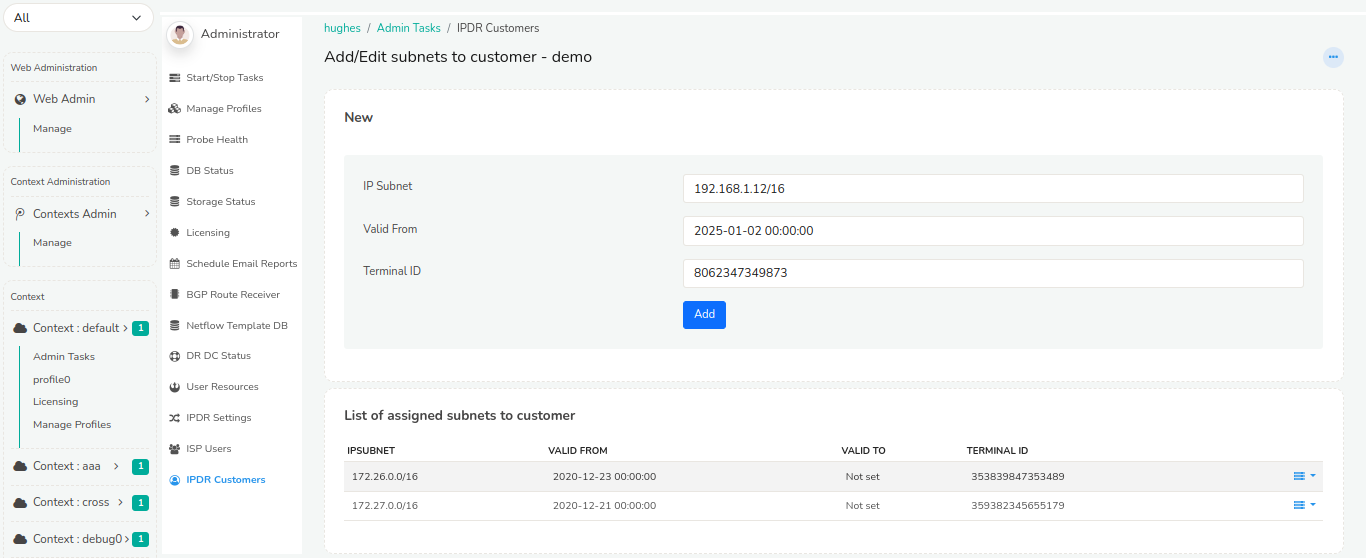 All
Web Administration
Web Admin
Manage
Context Administration
Contexts Admin
Manage
Context
Context : default 1
Admin Tasks
profile0
Licensing
Manage Profiles
Context : aaa 1
Context : cross 1
Context : debug0 1
Administrator
Start/Stop Tasks
Manage Profiles
Probe Health
DB Status
Storage Status
Licensing
Schedule Email Reports
BGP Route Receiver
Netflow Template DB
DR DC Status
User Resources
IPDR Settings
ISP Users
IPDR Customers
hughes / Admin Tasks / IPDR Customers
Add/Edit subnets to customer - demo
New
IP Subnet 192.168.1.12/16
Valid From 2025-01-02 00:00:00
Terminal ID 8062347349873
Add
List of assigned subnets to customer
IPSUBNET VALID FROM VALID TO TERMINAL ID
172.26.0.0/16 2020-12-23 00:00:00 Not set 353839847353489
172.27.0.0/16 2020-12-21 00:00:00 Not set 359382345655179